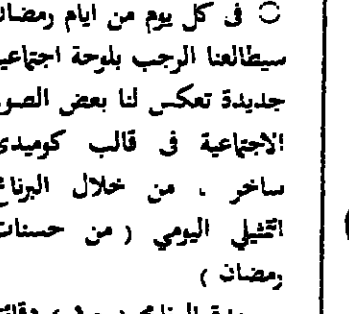 ○ فى كل يوم من ايام رمضان
سيطالعنا الرجب بلوحة اجتماعية
جديدة تعكس لنا بعض الصور
الاجتماعية فى قالب كوميدى
ساخر . من خلال البرنامج
التمثيلي اليومي ( من حسنات
رمضان )